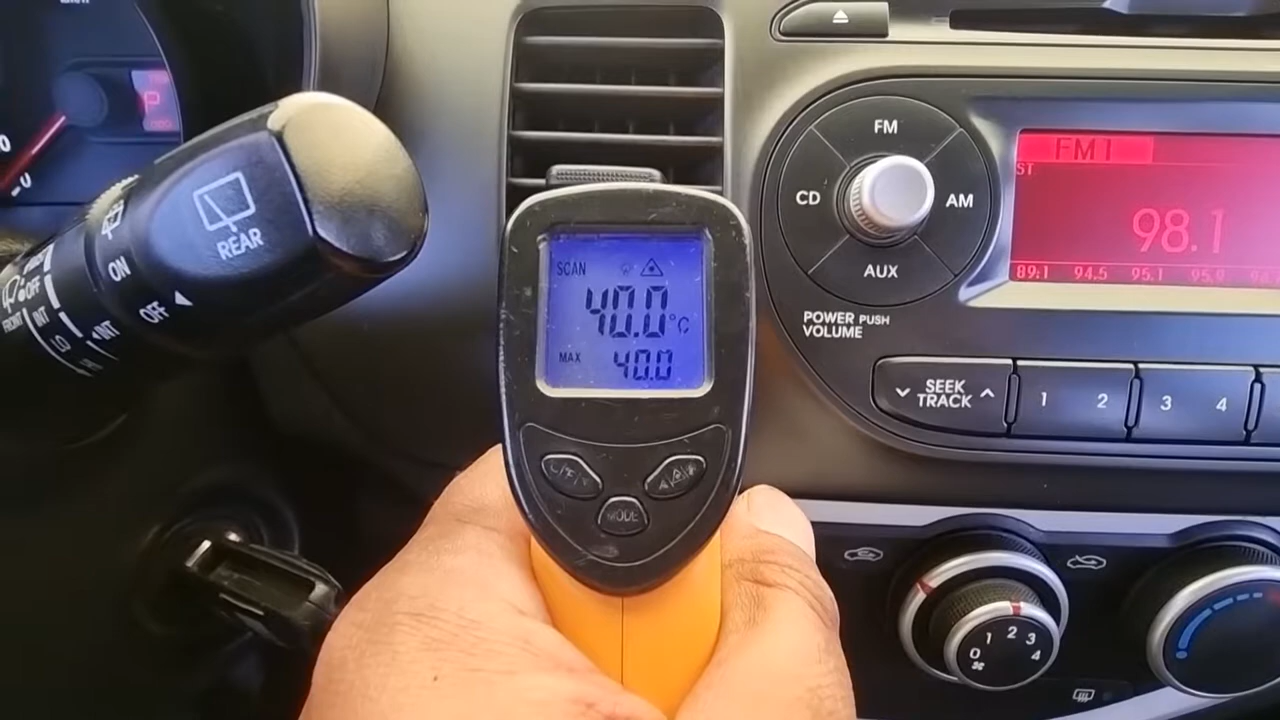 P
0
REAR
ON
OFF
OFF
INT
LO
INT
FRONT
SCAN
40.0°C
MAX
40.0
C/F/
MODE
FM
CD
AM
AUX
POWER PUSH
VOLUME
FM1
ST
98.1
89.1 94.5 95.1 95.9
SEEK
TRACK
1 2
3 4
0 1 2 3 4